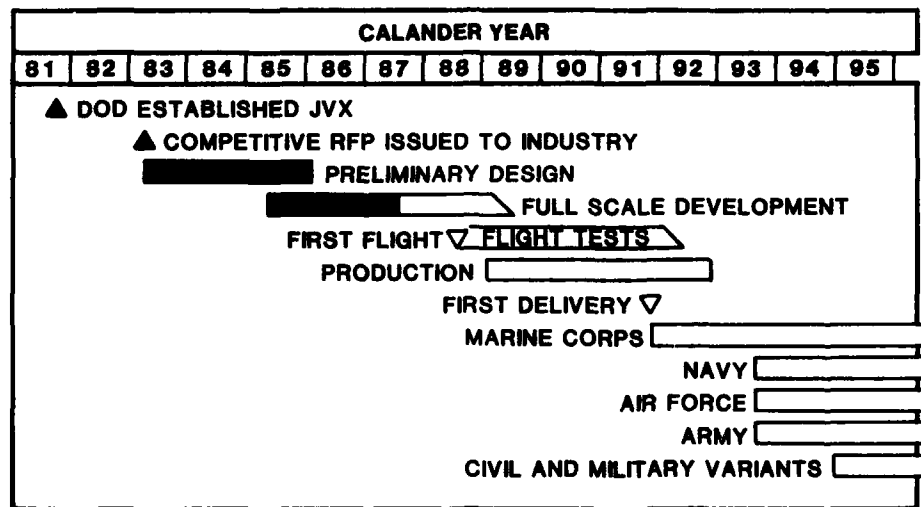 CALANDER YEAR
81 82 83 84 85 86 87 88 89 90 91 92 93 94 95
DOD ESTABLISHED JVX
COMPETITIVE RFP ISSUED TO INDUSTRY
PRELIMINARY DESIGN
FULL SCALE DEVELOPMENT
FIRST FLIGHT FLIGHT TESTS
PRODUCTION
FIRST DELIVERY
MARINE CORPS
NAVY
AIR FORCE
ARMY
CIVIL AND MILITARY VARIANTS